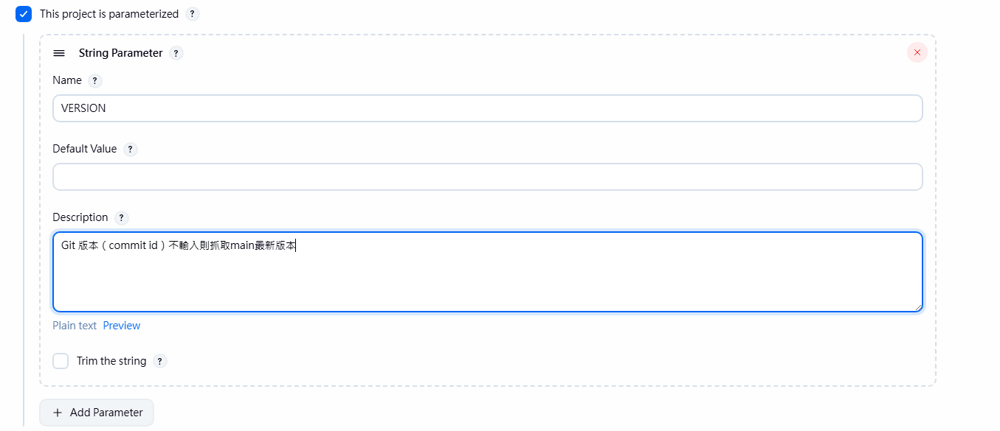 This project is parameterized ?
String Parameter ?
Name ?
VERSION
Default Value ?
Description ?
Git 版本（commit id）不輸入則抓取main最新版本
Plain text Preview
Trim the string ?
+ Add Parameter